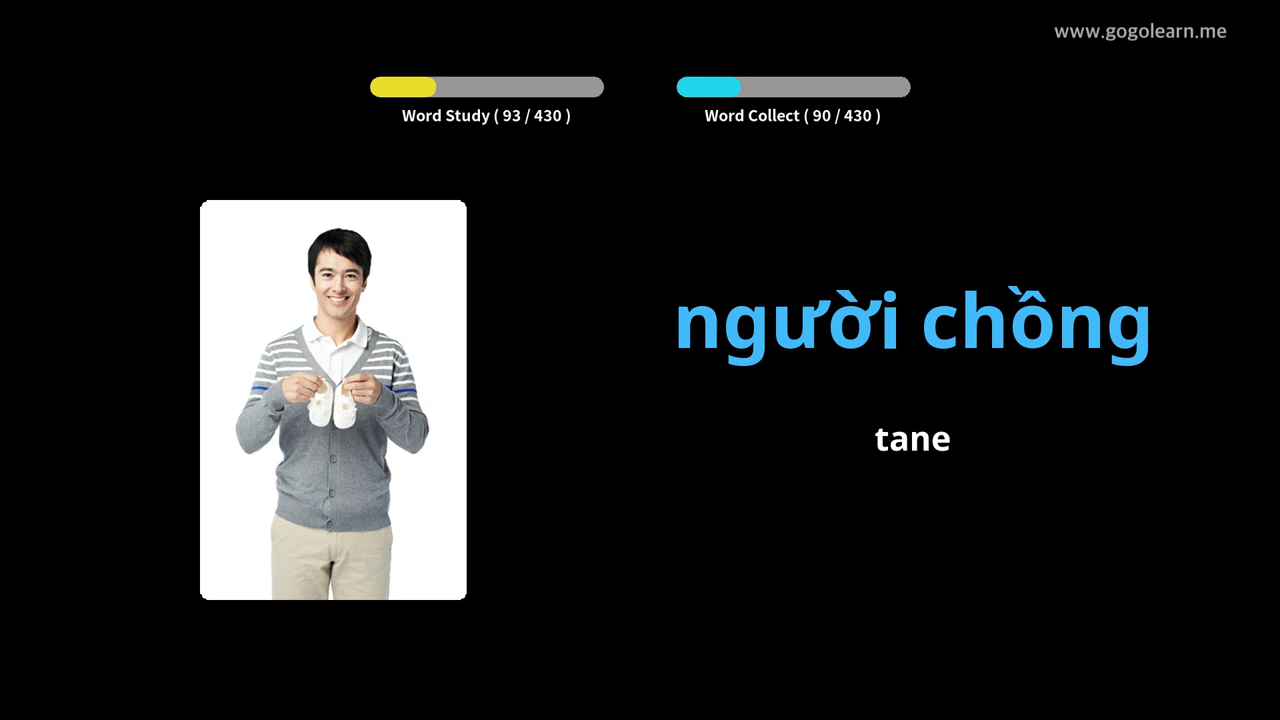 www.gogolearn.me
Word Study ( 93 / 430 )
Word Collect ( 90 / 430 )
người chồng
tane